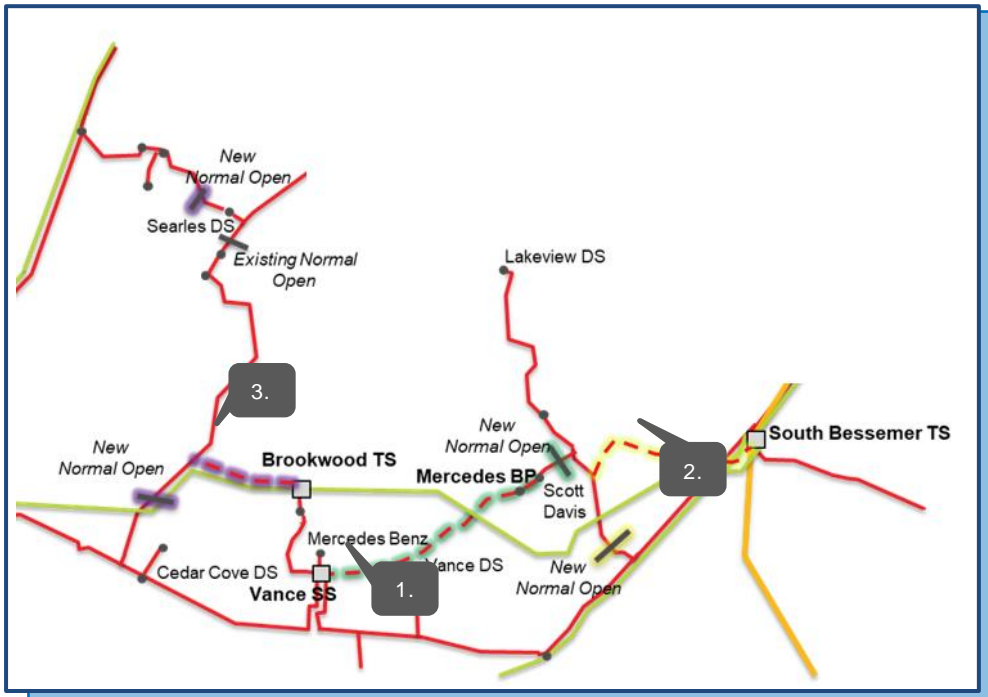 New
Normal Open
Searles DS
Existing Normal
Open
Lakeview DS
3.
New
Normal Open
Brookwood TS
New
Normal Open
Mercedes BP
South Bessemer TS
2.
Scott
Davis
Mercedes Benz
Vance DS
Cedar Cove DS
Vance SS
1.
New
Normal Open